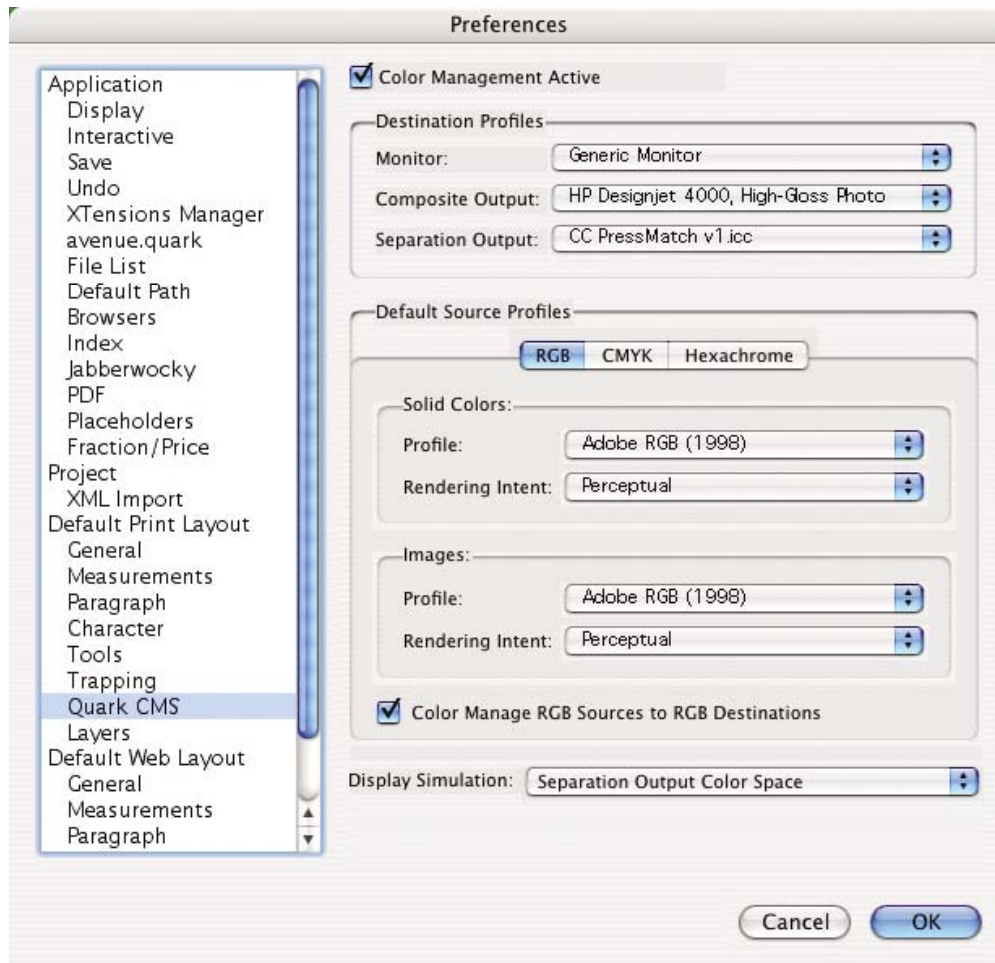 Preferences
Application
Display
Interactive
Save
Undo
XTensions Manager
avenue.quark
File List
Default Path
Browsers
Index
Jabberwocky
PDF
Placeholders
Fraction/Price
Project
XML Import
Default Print Layout
General
Measurements
Paragraph
Character
Tools
Trapping
Quark CMS
Layers
Default Web Layout
General
Measurements
Paragraph
Color Management Active
Destination Profiles
Monitor: Generic Monitor
Composite Output: HP Designjet 4000, High-Gloss Photo
Separation Output: CC PressMatch v1.icc
Default Source Profiles
RGB CMYK Hexachrome
Solid Colors:
Profile: Adobe RGB (1998)
Rendering Intent: Perceptual
Images:
Profile: Adobe RGB (1998)
Rendering Intent: Perceptual
Color Manage RGB Sources to RGB Destinations
Display Simulation: Separation Output Color Space
Cancel OK